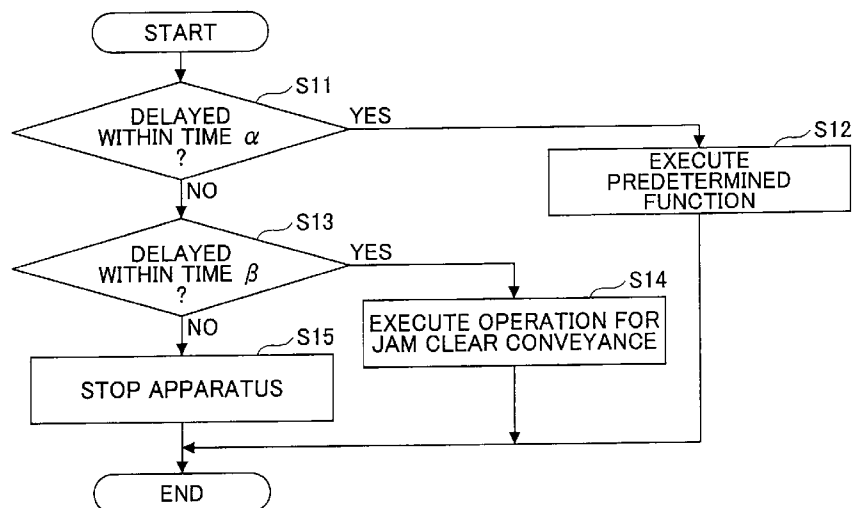 START
S11
DELAYED
WITHIN TIME α
?
YES
S12
EXECUTE
PREDETERMINED
FUNCTION
NO
S13
DELAYED
WITHIN TIME β
?
YES
S14
EXECUTE OPERATION FOR
JAM CLEAR CONVEYANCE
NO
S15
STOP APPARATUS
END